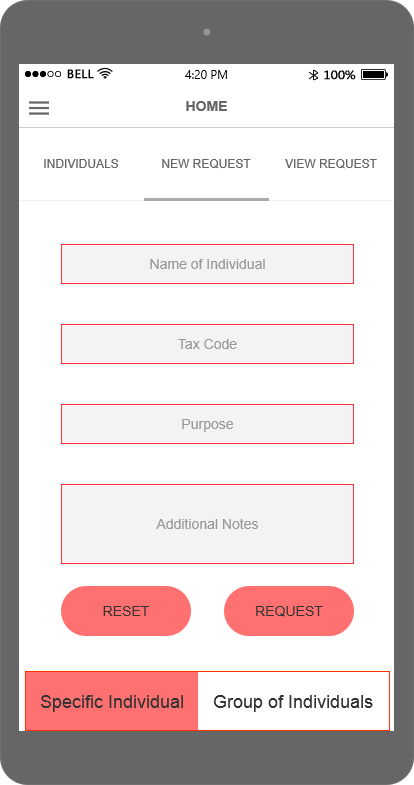 BELL 4:20 PM 100%
HOME
INDIVIDUALS NEW REQUEST VIEW REQUEST
Name of Individual
Tax Code
Purpose
Additional Notes
RESET REQUEST
Specific Individual Group of Individuals